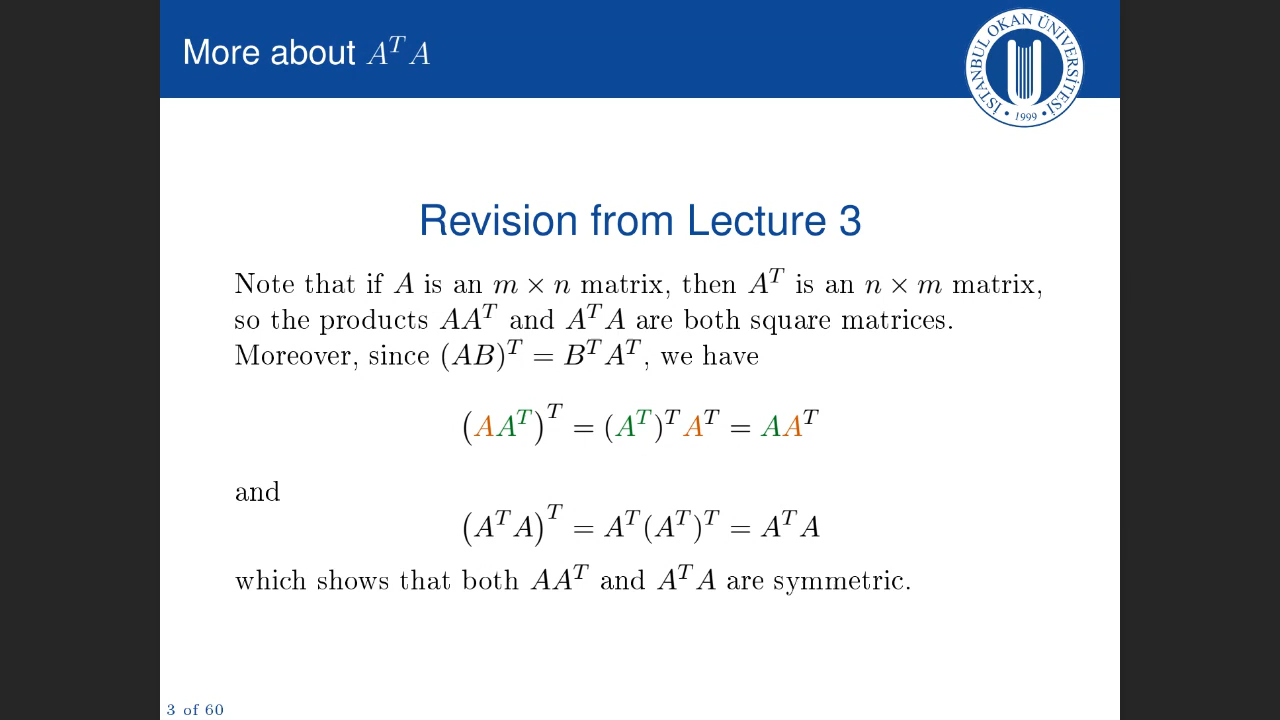 More about AᵀA
İSTANBUL OKAN ÜNİVERSİTESİ
• 1999 •
Revision from Lecture 3
Note that if A is an m × n matrix, then Aᵀ is an n × m matrix,
so the products AAᵀ and AᵀA are both square matrices.
Moreover, since (AB)ᵀ = BᵀAᵀ, we have
(AAᵀ)ᵀ = (Aᵀ)ᵀAᵀ = AAᵀ
and
(AᵀA)ᵀ = Aᵀ(Aᵀ)ᵀ = AᵀA
which shows that both AAᵀ and AᵀA are symmetric.
3 of 60